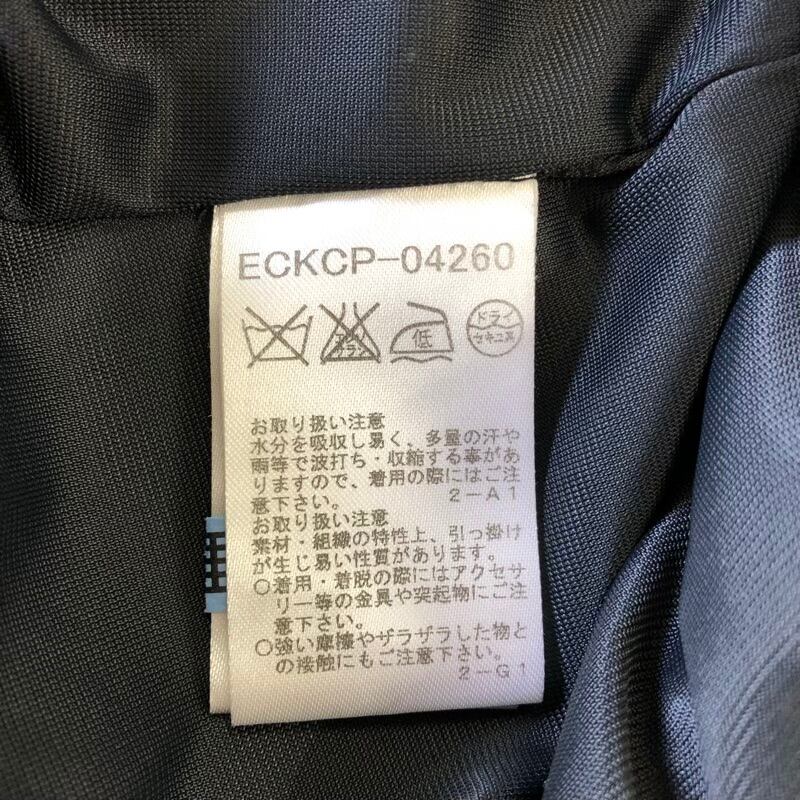 ECKCP-04260
エンソ
サラシ
低
ドライ
セキユ系
お取り扱い注意
水分を吸収し易く、多量の汗や
雨等で波打ち・収縮する事があ
りますので、着用の際にはご注
意下さい。
2-A1
お取り扱い注意
素材・組織の特性上、引っ掛け
が生じ易い性質があります。
○着用・着脱の際にはアクセサ
リー等の金具や突起物にご注
意下さい。
○強い摩擦やザラザラした物と
の接触にもご注意下さい。
2-G1